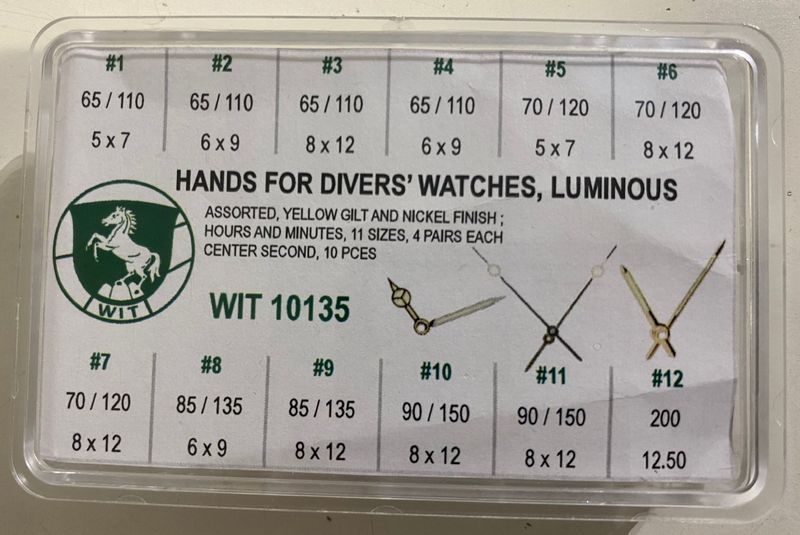 #1 #2 #3 #4 #5 #6
65 / 110 65 / 110 65 / 110 65 / 110 70 / 120 70 / 120
5 x 7 6 x 9 8 x 12 6 x 9 5 x 7 8 x 12
HANDS FOR DIVERS' WATCHES, LUMINOUS
ASSORTED, YELLOW GILT AND NICKEL FINISH ;
HOURS AND MINUTES, 11 SIZES, 4 PAIRS EACH
CENTER SECOND, 10 PCES
WIT
WIT 10135
#7 #8 #9 #10 #11 #12
70 / 120 85 / 135 85 / 135 90 / 150 90 / 150 200
8 x 12 6 x 9 8 x 12 8 x 12 8 x 12 12.50